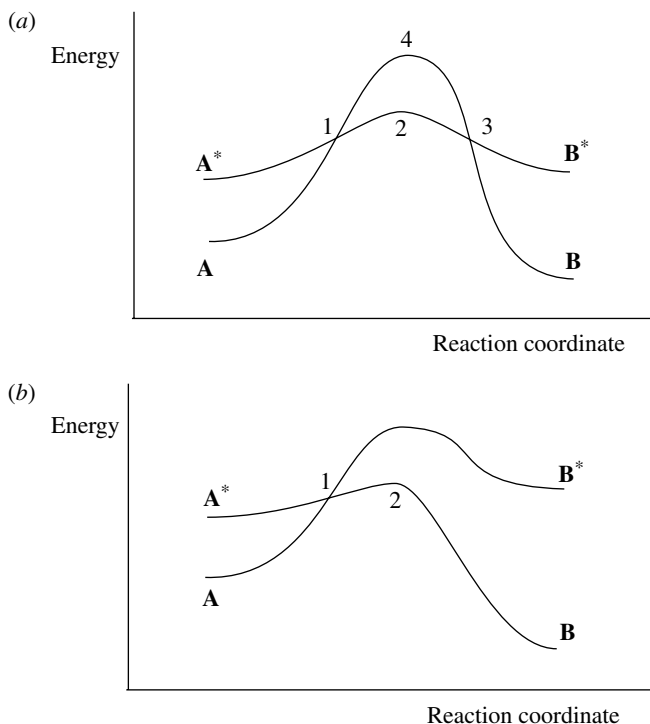 (a)
4
Energy
1
2
3
A*
B*
A
B
Reaction coordinate
(b)
Energy
1
A*
2
B*
A
B
Reaction coordinate